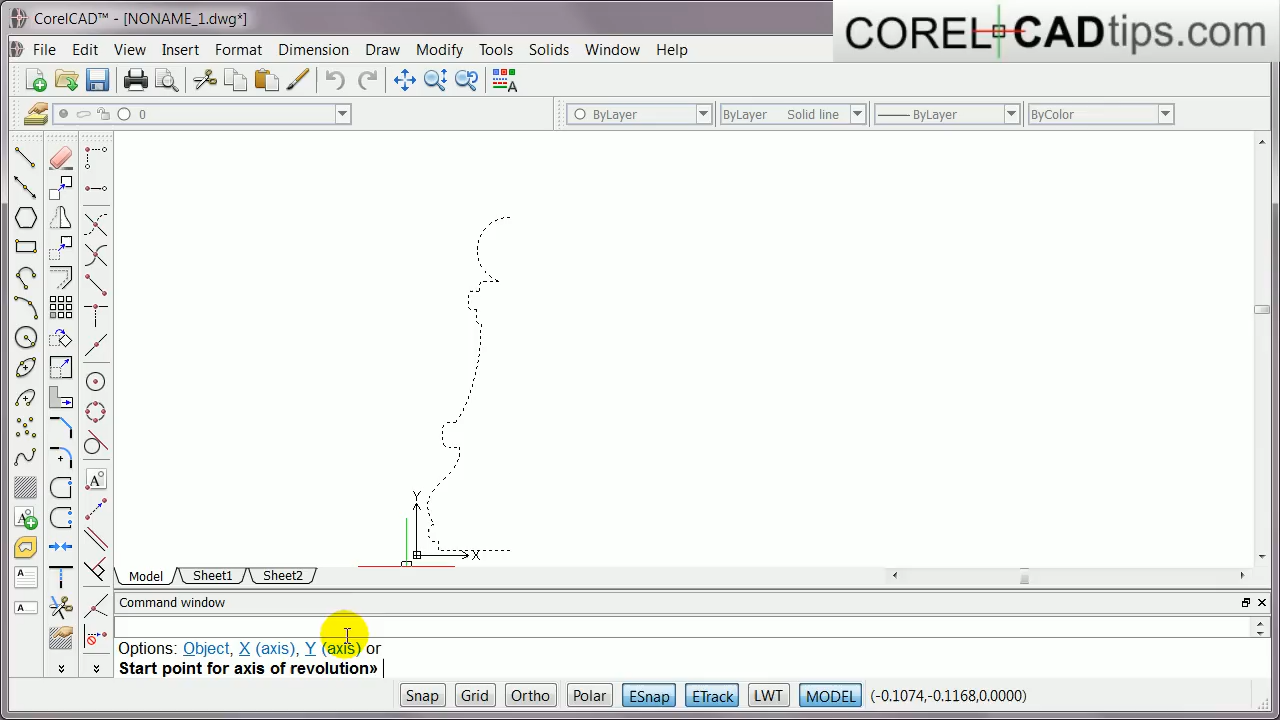 CorelCAD™ - [NONAME_1.dwg*]
COREL CADtips.com
File Edit View Insert Format Dimension Draw Modify Tools Solids Window Help
A
0 ByLayer ByLayer Solid line ByLayer ByColor
A
A
A
A
Y
X
Model Sheet1 Sheet2
Command window
Options: Object, X (axis), Y (axis) or
Start point for axis of revolution»
Snap Grid Ortho Polar ESnap ETrack LWT MODEL (-0.1074,-0.1168,0.0000)